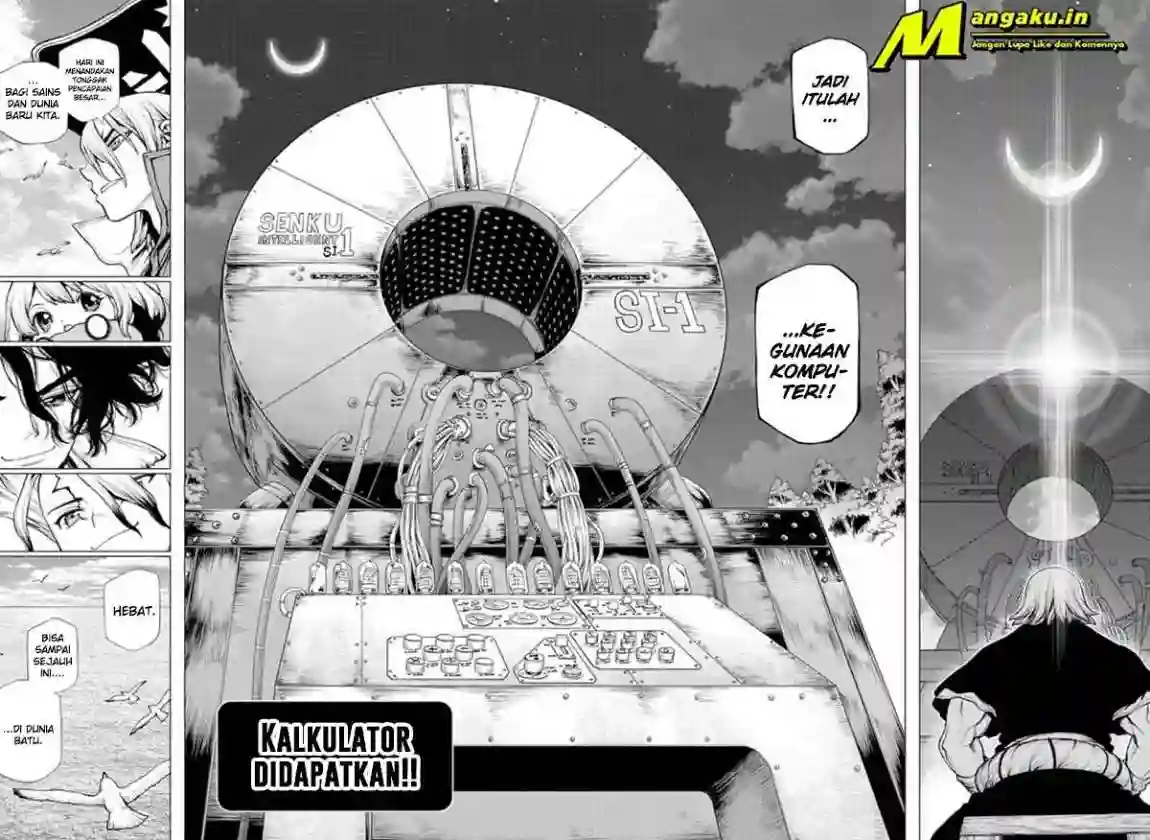 Mangaku.in
Jangan Lupa Like dan Komennya
JADI
ITULAH
...
...KE-
GUNAAN
KOMPU-
TER!!
SENKU
INTELLIGENT
SI 1
SI-1
KALKULATOR
DIDAPATKAN!!
HARI INI
MENANDAKAN
TONGGAK
PENCAPAIAN
BESAR...
...
BAGI SAINS
DAN DUNIA
BARU KITA.
HEBAT.
BISA
SAMPAI
SEJAUH
INI....
...DI DUNIA
BATU.